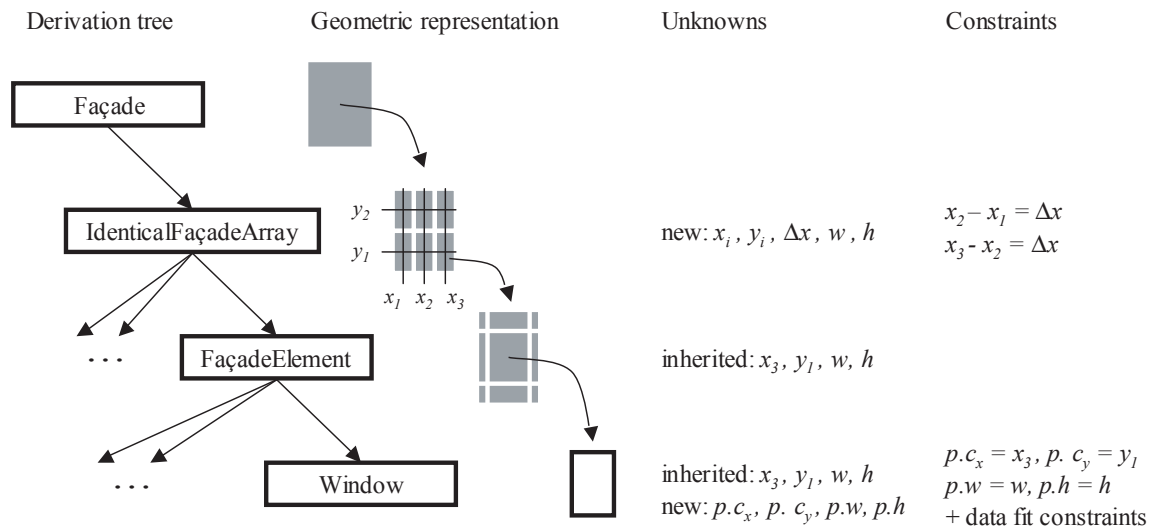 Derivation tree Geometric representation Unknowns Constraints
Façade
IdenticalFaçadeArray
y2
y1
x1 x2 x3
new: xi , yi , Δx, w , h
x2 – x1 = Δx
x3 - x2 = Δx
. . .
FaçadeElement
inherited: x3, y1, w, h
. . .
Window
inherited: x3, y1, w, h
new: p.cx, p. cy, p.w, p.h
p.cx = x3, p. cy = y1
p.w = w, p.h = h
+ data fit constraints